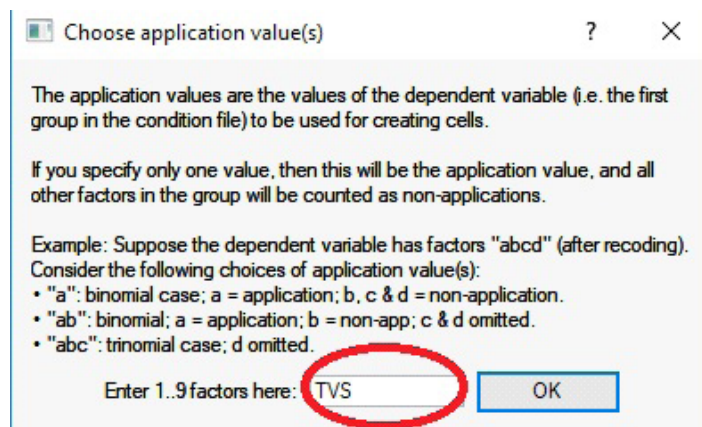 Choose application value(s) ? ×
The application values are the values of the dependent variable (i.e. the first
group in the condition file) to be used for creating cells.
If you specify only one value, then this will be the application value, and all
other factors in the group will be counted as non-applications.
Example: Suppose the dependent variable has factors "abcd" (after recoding).
Consider the following choices of application value(s):
• "a": binomial case; a = application; b, c & d = non-application.
• "ab": binomial; a = application; b = non-app; c & d omitted.
• "abc": trinomial case; d omitted.
Enter 1..9 factors here: TVS OK